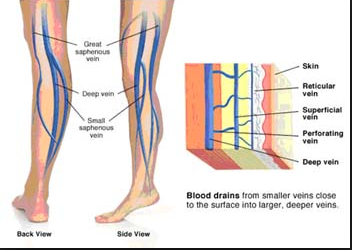 Great
saphenous
vein
Deep vein
Small
saphenous
vein
Back View
Side View
Skin
Reticular
vein
Superficial
vein
Perforating
vein
Deep vein
Blood drains from smaller veins close
to the surface into larger, deeper veins.